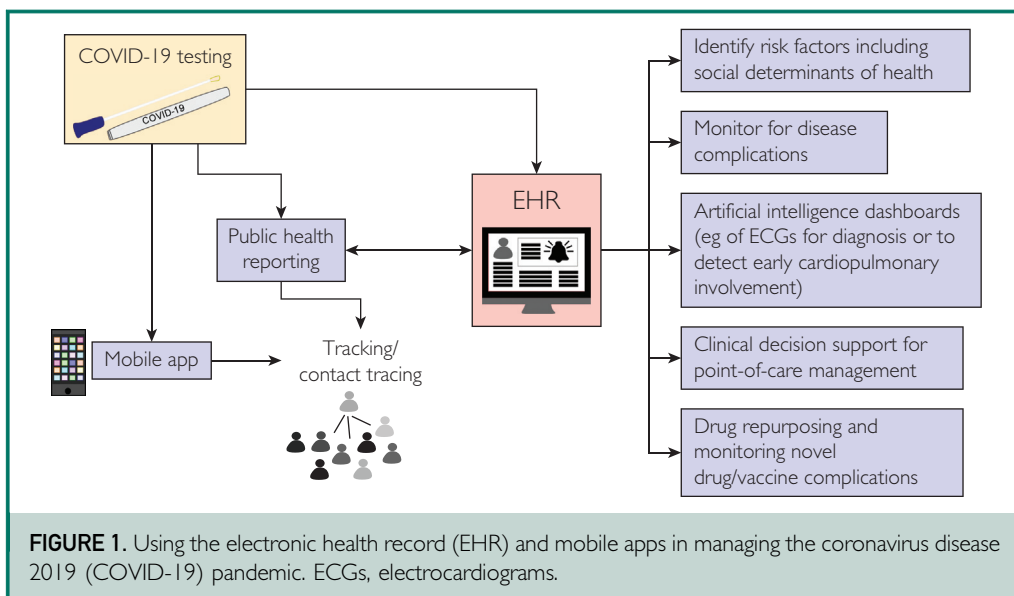 COVID-19 testing
COVID-19
Public health
reporting
Mobile app
Tracking/
contact tracing
EHR
Identify risk factors including
social determinants of health
Monitor for disease
complications
Artificial intelligence dashboards
(eg of ECGs for diagnosis or to
detect early cardiopulmonary
involvement)
Clinical decision support for
point-of-care management
Drug repurposing and
monitoring novel
drug/vaccine complications
FIGURE 1. Using the electronic health record (EHR) and mobile apps in managing the coronavirus disease
2019 (COVID-19) pandemic. ECGs, electrocardiograms.